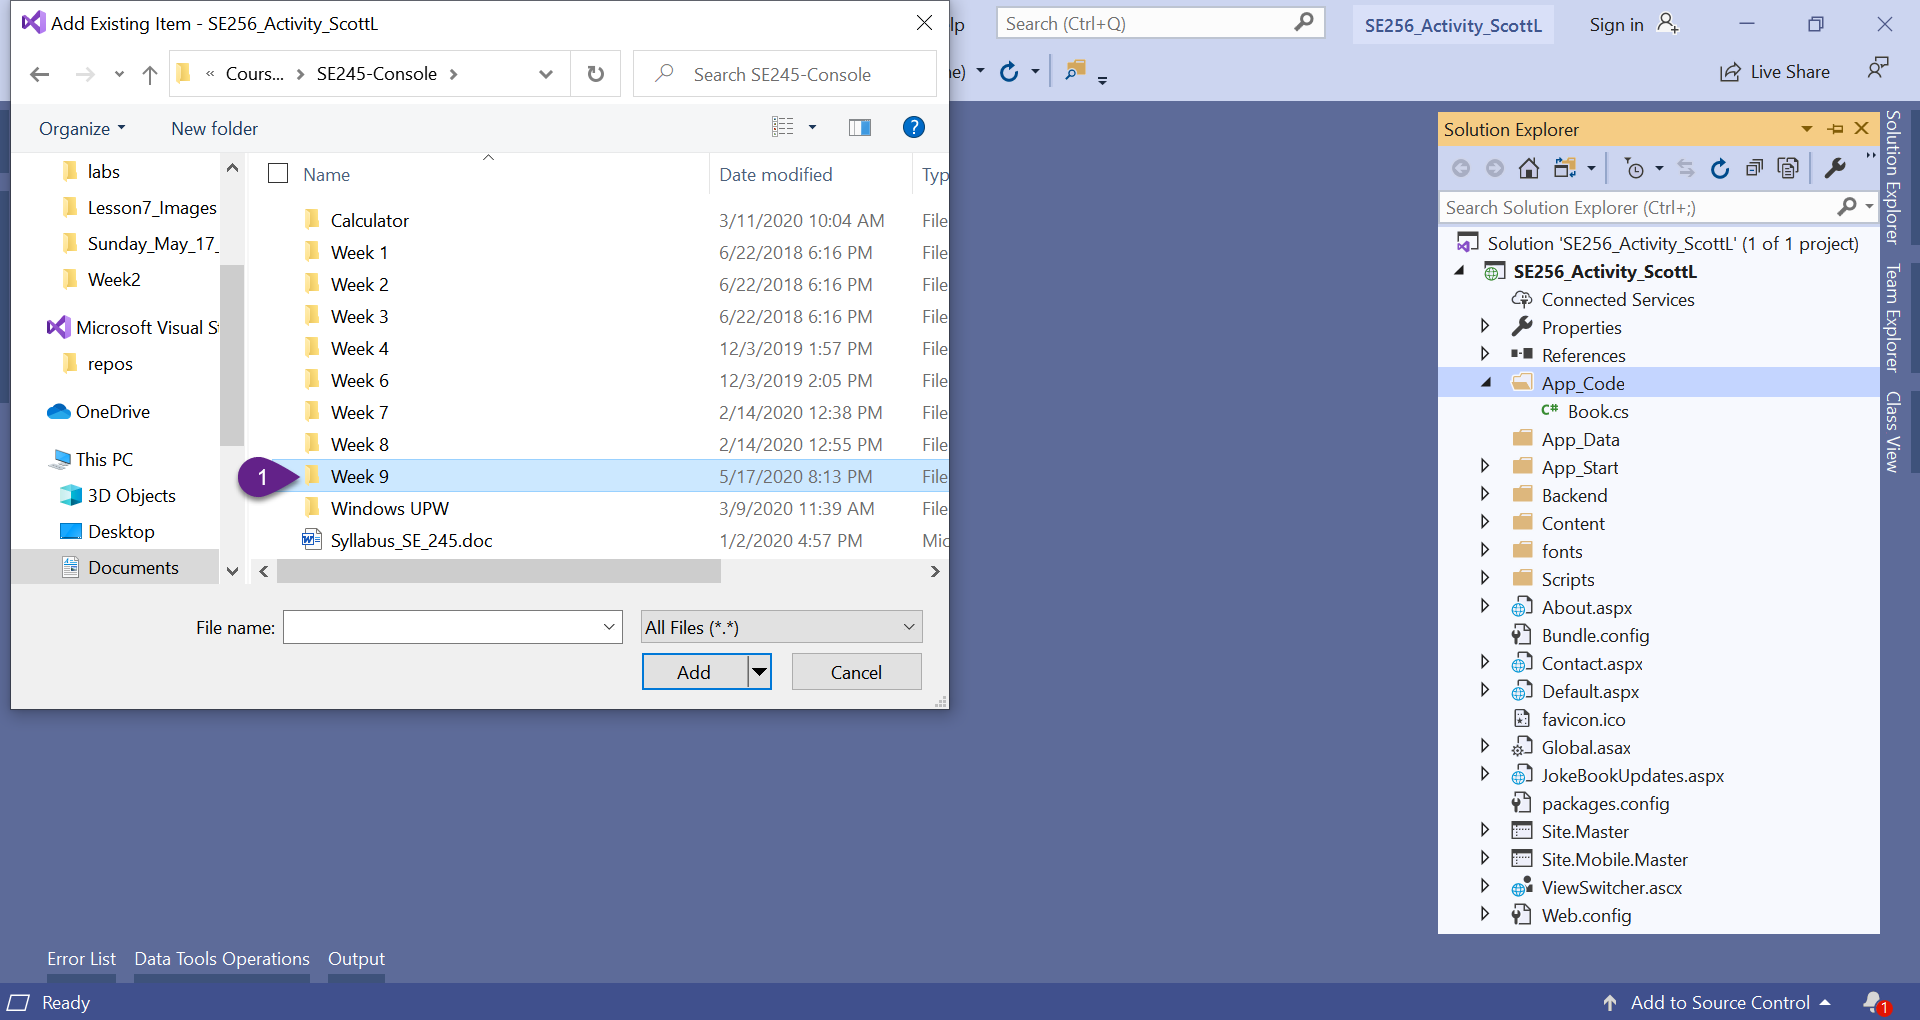 Add Existing Item - SE256_Activity_ScottL
« Cours... > SE245-Console >
Search SE245-Console
Organize
New folder
?
labs
Lesson7_Images
Sunday_May_17_
Week2
Microsoft Visual S
repos
OneDrive
This PC
3D Objects
Desktop
Documents
Name Date modified Typ
Calculator 3/11/2020 10:04 AM File
Week 1 6/22/2018 6:16 PM File
Week 2 6/22/2018 6:16 PM File
Week 3 6/22/2018 6:16 PM File
Week 4 12/3/2019 1:57 PM File
Week 6 12/3/2019 2:05 PM File
Week 7 2/14/2020 12:38 PM File
Week 8 2/14/2020 12:55 PM File
1 Week 9 5/17/2020 8:13 PM File
Windows UPW 3/9/2020 11:39 AM File
Syllabus_SE_245.doc 1/2/2020 4:57 PM Mic
File name:
All Files (*.*)
Add
Cancel
lp
Search (Ctrl+Q)
SE256_Activity_ScottL
Sign in
e)
Live Share
Solution Explorer
Search Solution Explorer (Ctrl+;)
Solution 'SE256_Activity_ScottL' (1 of 1 project)
SE256_Activity_ScottL
Connected Services
Properties
References
App_Code
C# Book.cs
App_Data
App_Start
Backend
Content
fonts
Scripts
About.aspx
Bundle.config
Contact.aspx
Default.aspx
favicon.ico
Global.asax
JokeBookUpdates.aspx
packages.config
Site.Master
Site.Mobile.Master
ViewSwitcher.ascx
Web.config
Solution Explorer
Team Explorer
Class View
Error List
Data Tools Operations
Output
Ready
Add to Source Control
1